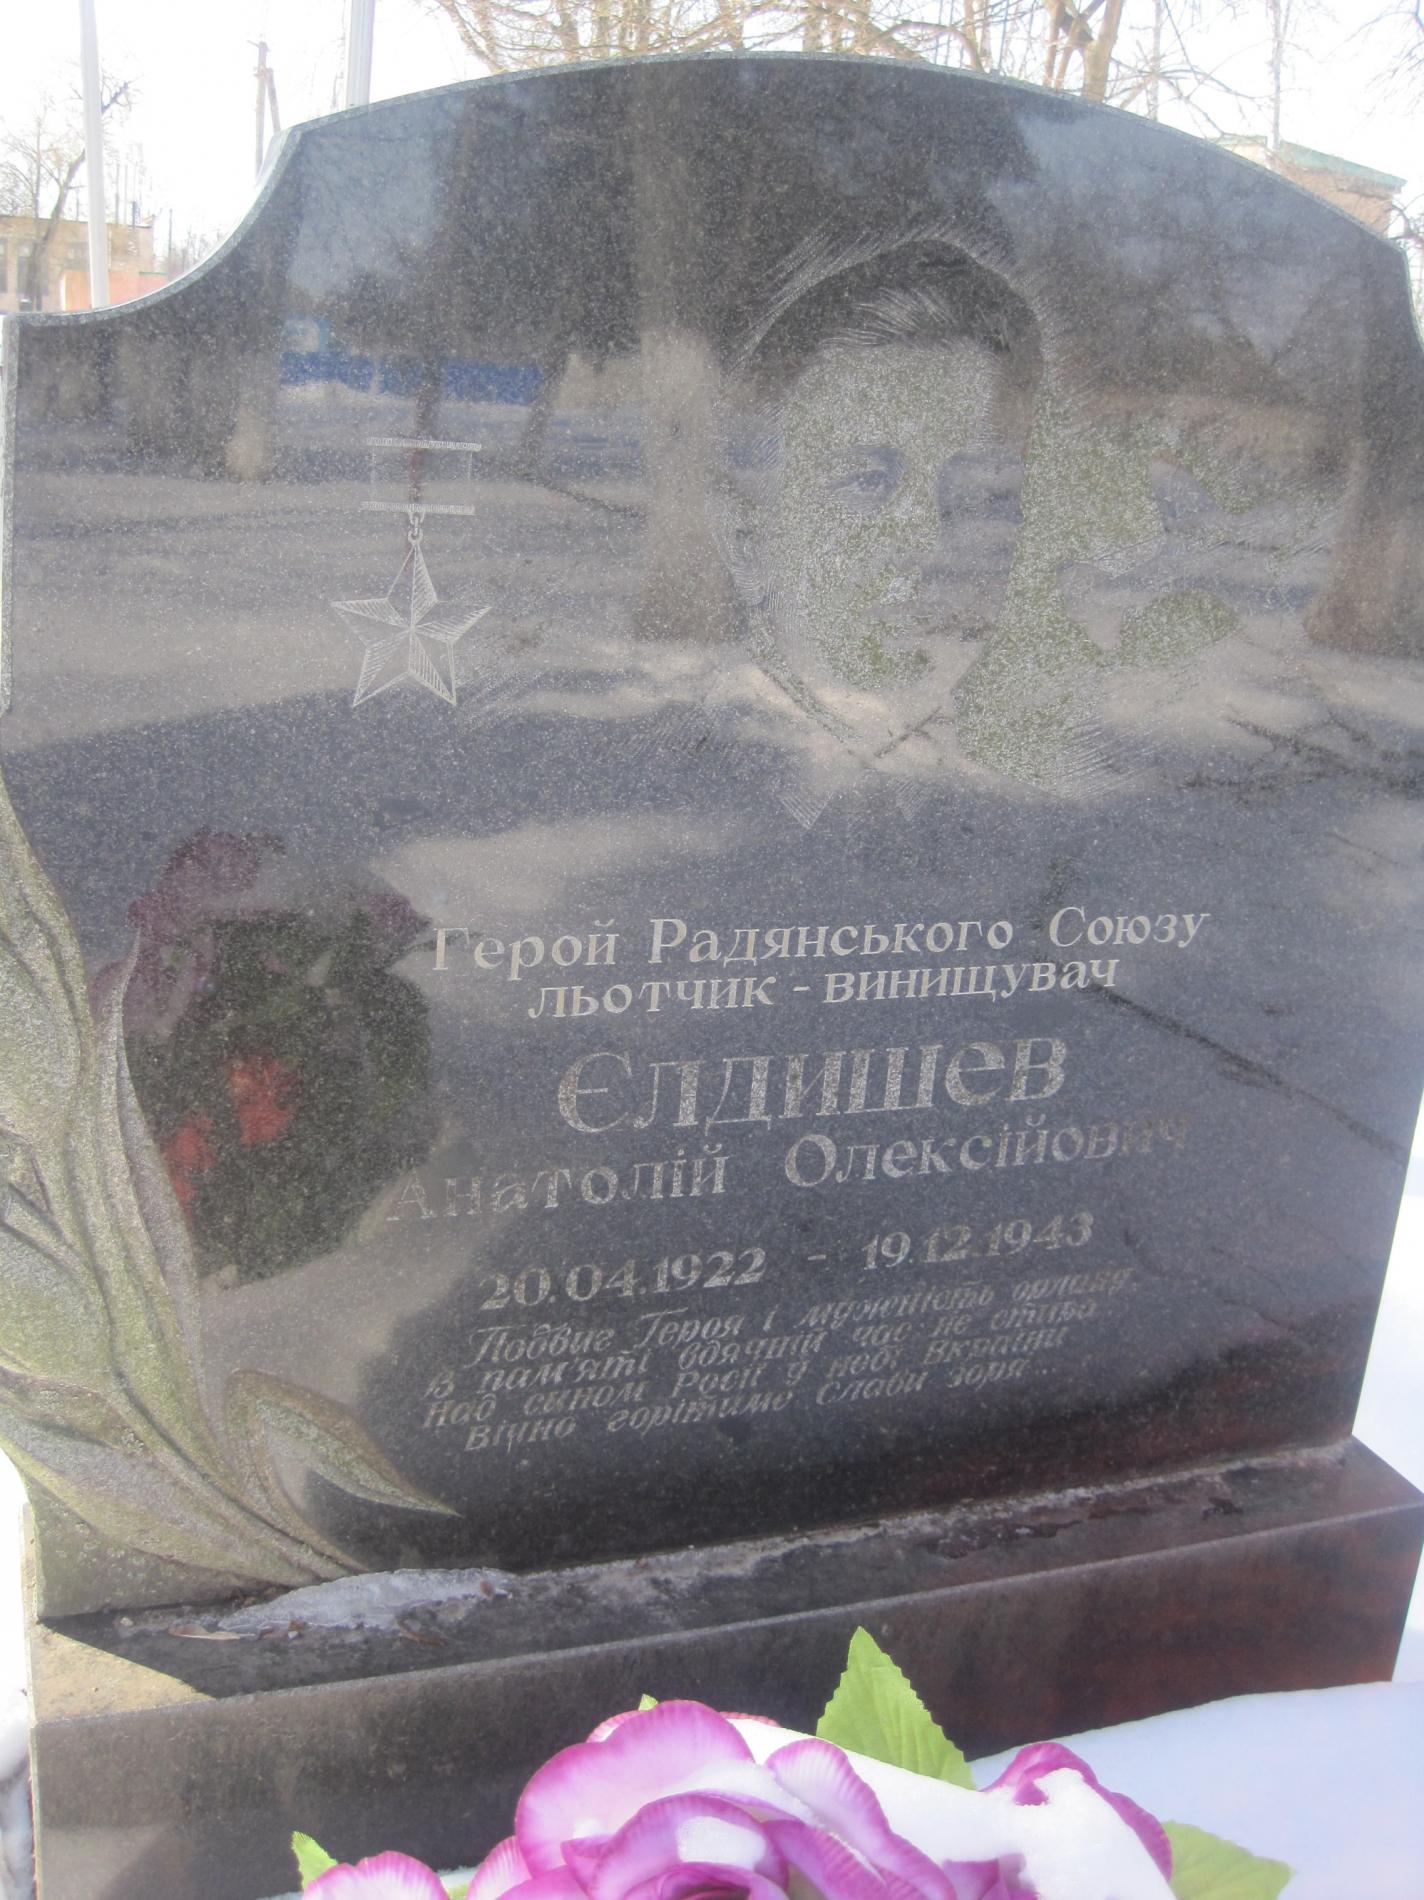 Герой Радянського Союзу
льотчик - винищувач
Єлдишев
Анатолій Олексійович
20.04.1922 - 19.12.1943
Подвиг Героя і мужність орлина,
В пам'яті вдячній час не стира
Над сином Росії у небі Вкраїни
Вічно горітиме Слави зоря...